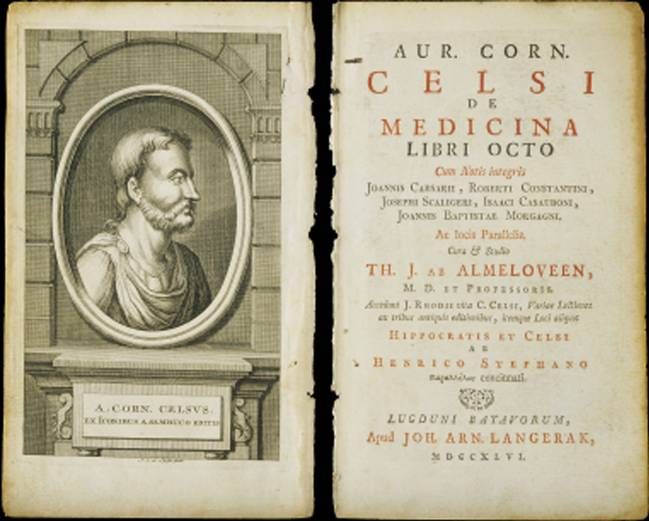 A. CORN. CELSVS.
EX ICONIBUS A. SAMBUCO EDITIS
AUR. CORN.
CELSI
DE
MEDICINA
LIBRI OCTO
Cum Notis integris
JOANNIS CAESARII, ROBERTI CONSTANTINI,
JOSEPHI SCALIGERI, ISAACI CASAUBONI,
JOANNIS BAPTISTAE MORGAGNI.
Ac locis Parallelis.
Cura & Studio
TH. J. AB ALMELOVEEN,
M. D. ET PROFESSORIS.
Accedunt J. RHODII vita C. CELSI, Variae Lectiones
ex tribus antiquis editionibus, itemque Loci aliquot
HIPPOCRATIS ET CELSI
AB
HENRICO STEPHANO
παραλλήλως concinnati.
LUGDUNI BATAVORUM,
Apud JOH. ARN. LANGERAK,
MDCCXLVI.